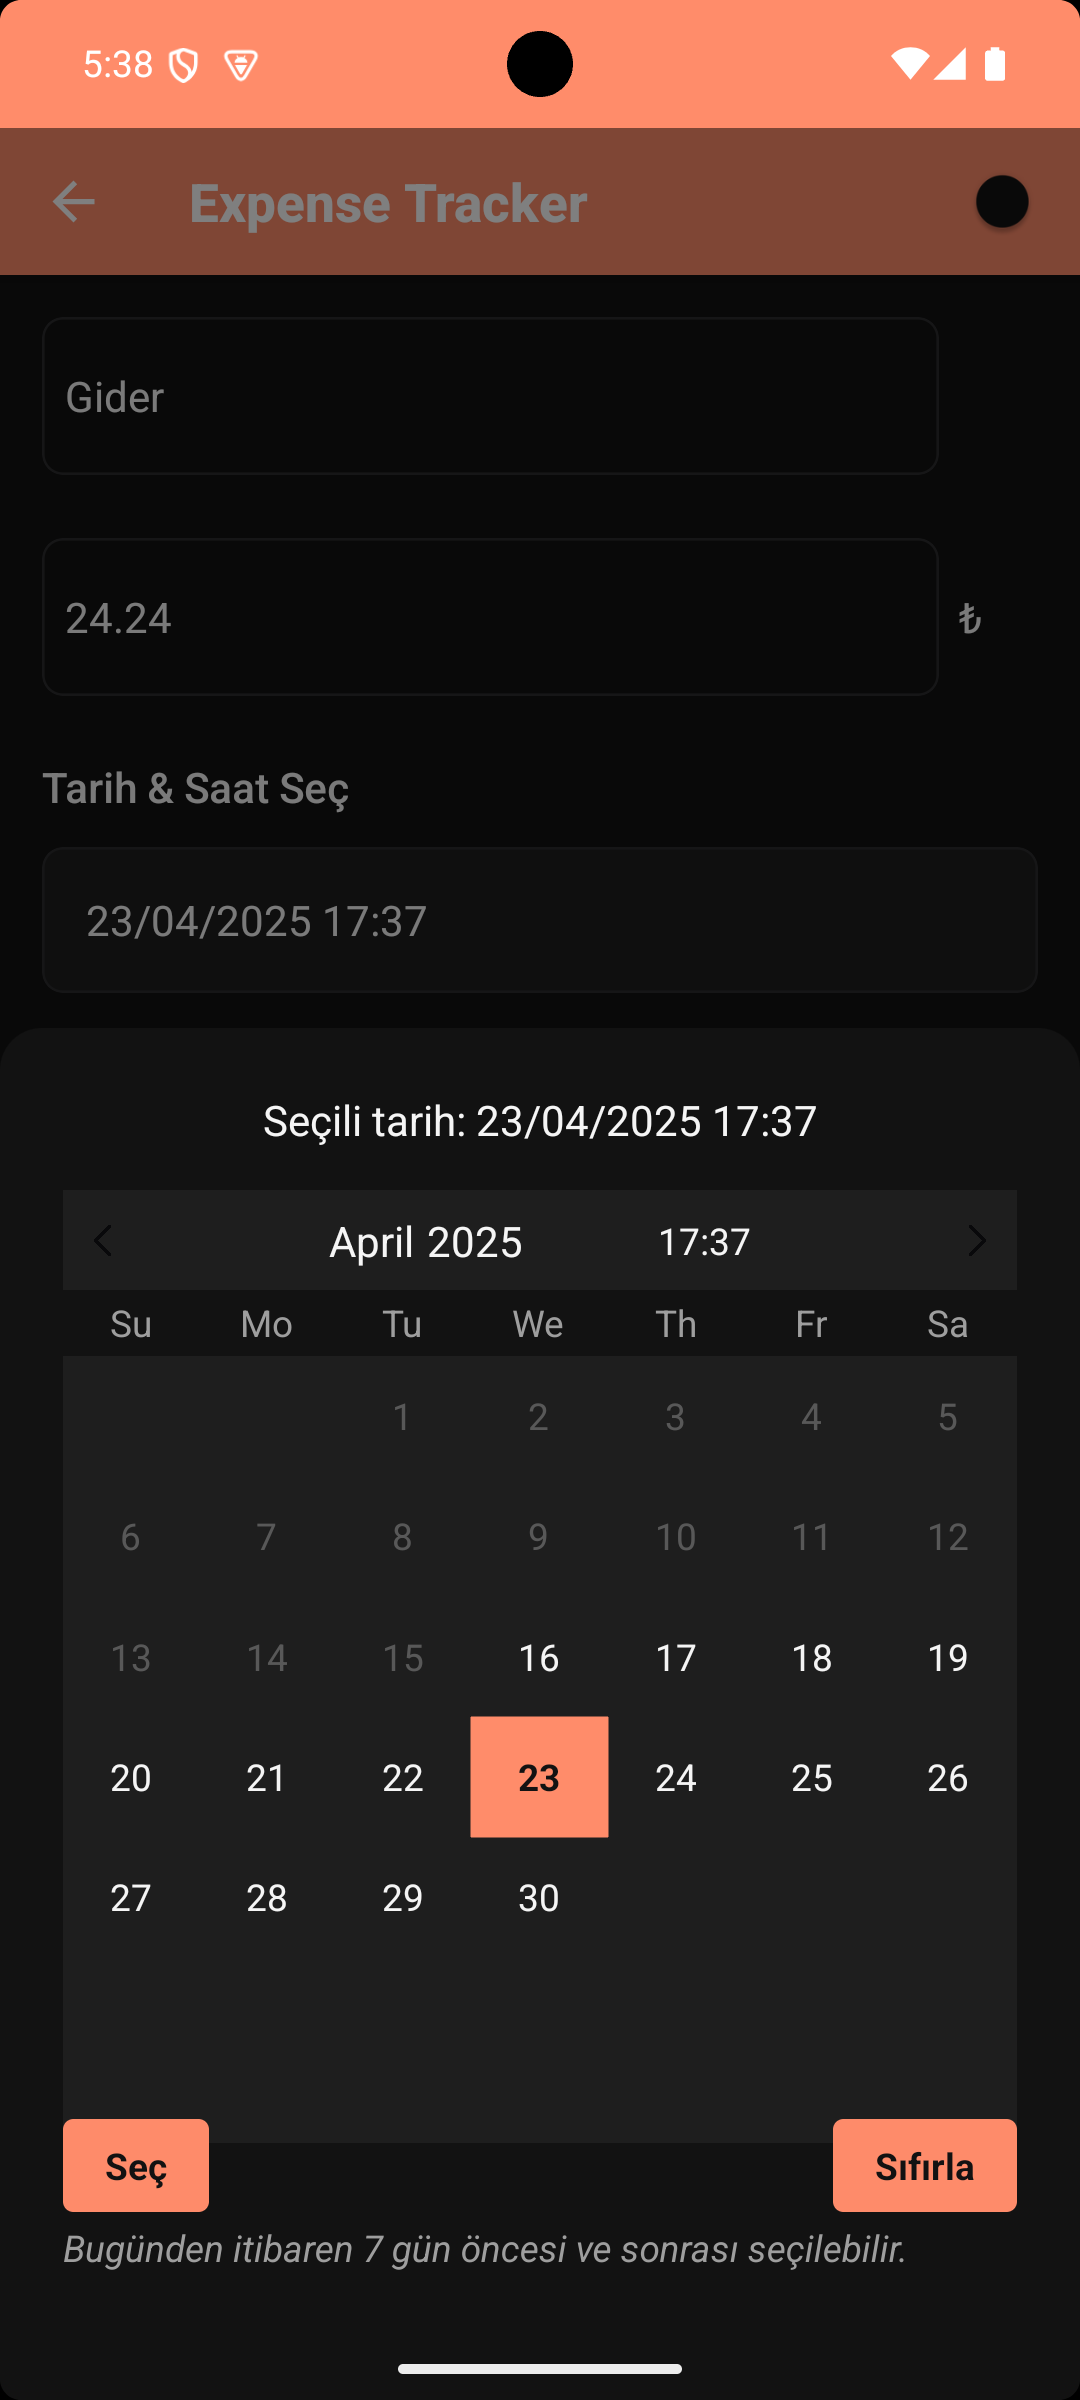 5:38
Expense Tracker
Gider
24.24 ₺
Tarih & Saat Seç
23/04/2025 17:37
Seçili tarih: 23/04/2025 17:37
April 2025 17:37
Su Mo Tu We Th Fr Sa
1 2 3 4 5
6 7 8 9 10 11 12
13 14 15 16 17 18 19
20 21 22 23 24 25 26
27 28 29 30
Seç Sıfırla
Bugünden itibaren 7 gün öncesi ve sonrası seçilebilir.